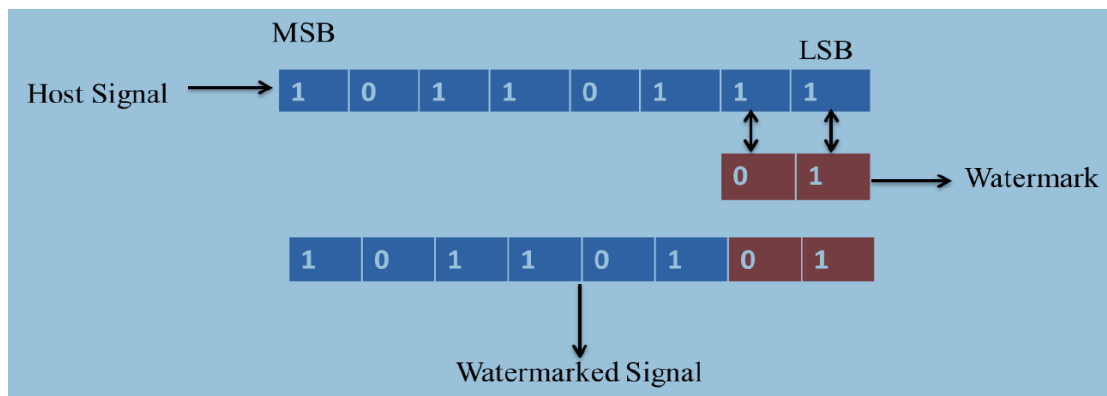 MSB
LSB
Host Signal
1 0 1 1 0 1 1 1
0 1
Watermark
1 0 1 1 0 1 0 1
Watermarked Signal